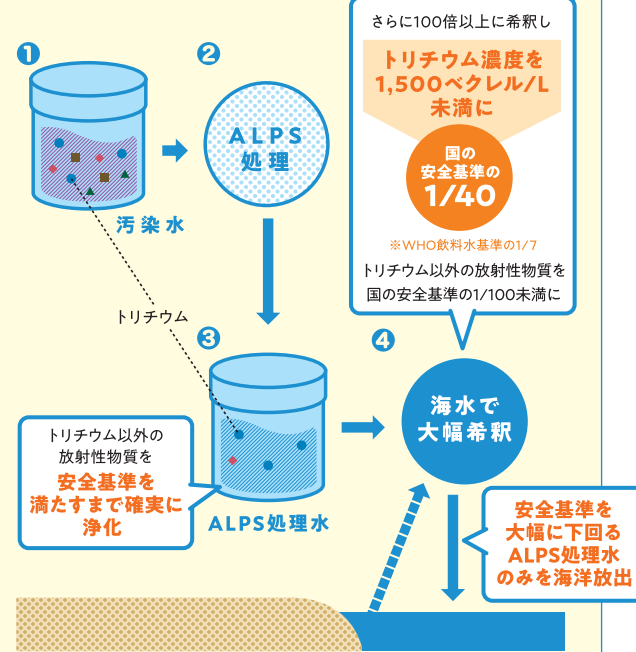 ❶
汚染水
❷
ALPS
処理
トリチウム
❸
トリチウム以外の
放射性物質を
安全基準を
満たすまで確実に
浄化
ALPS処理水
❹
さらに100倍以上に希釈し
トリチウム濃度を
1,500ベクレル/L
未満に
国の
安全基準の
1/40
※WHO飲料水基準の1/7
トリチウム以外の放射性物質を
国の安全基準の1/100未満に
海水で
大幅希釈
安全基準を
大幅に下回る
ALPS処理水
のみを海洋放出